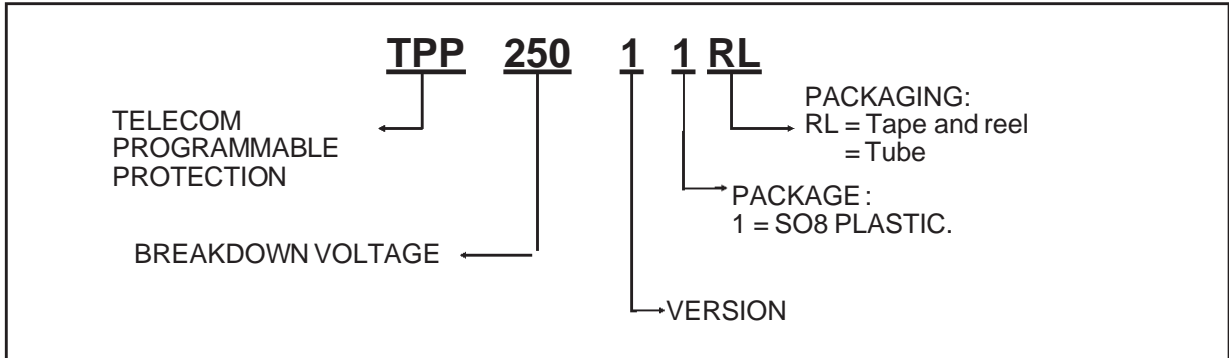 TPP 250 1 1 RL
PACKAGING:
RL = Tape and reel
= Tube
TELECOM
PROGRAMMABLE
PROTECTION
PACKAGE :
1 = SO8 PLASTIC.
BREAKDOWN VOLTAGE
VERSION